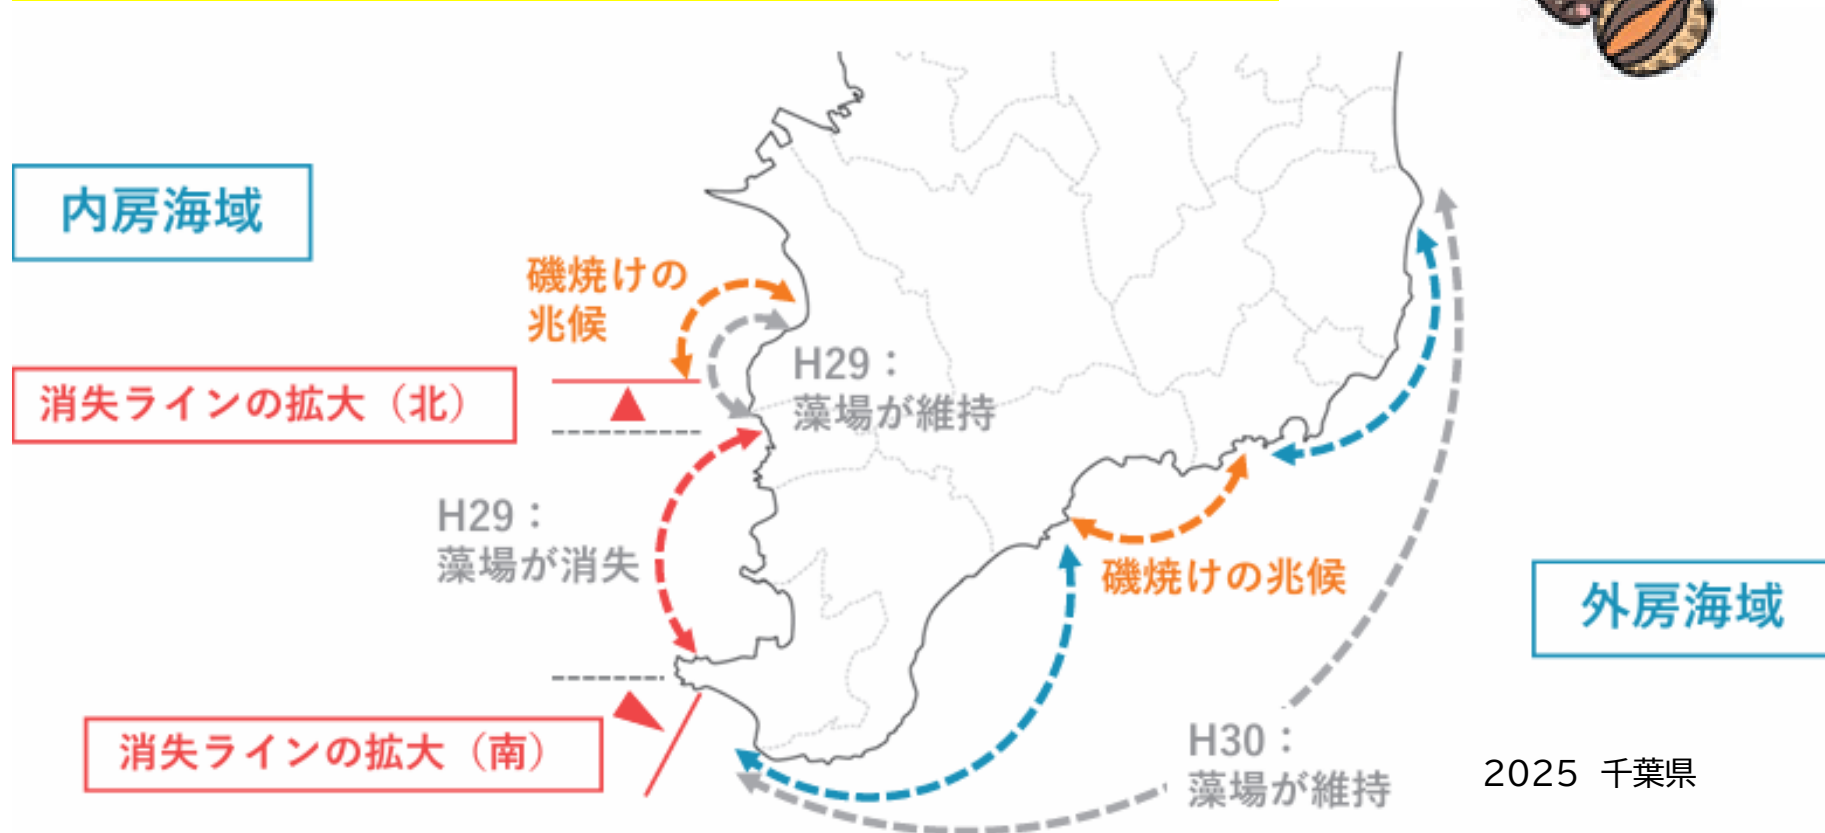 内房海域
磯焼けの
兆候
消失ラインの拡大（北）
H29：
藻場が維持
H29：
藻場が消失
磯焼けの兆候
外房海域
消失ラインの拡大（南）
H30：
藻場が維持
2025 千葉県